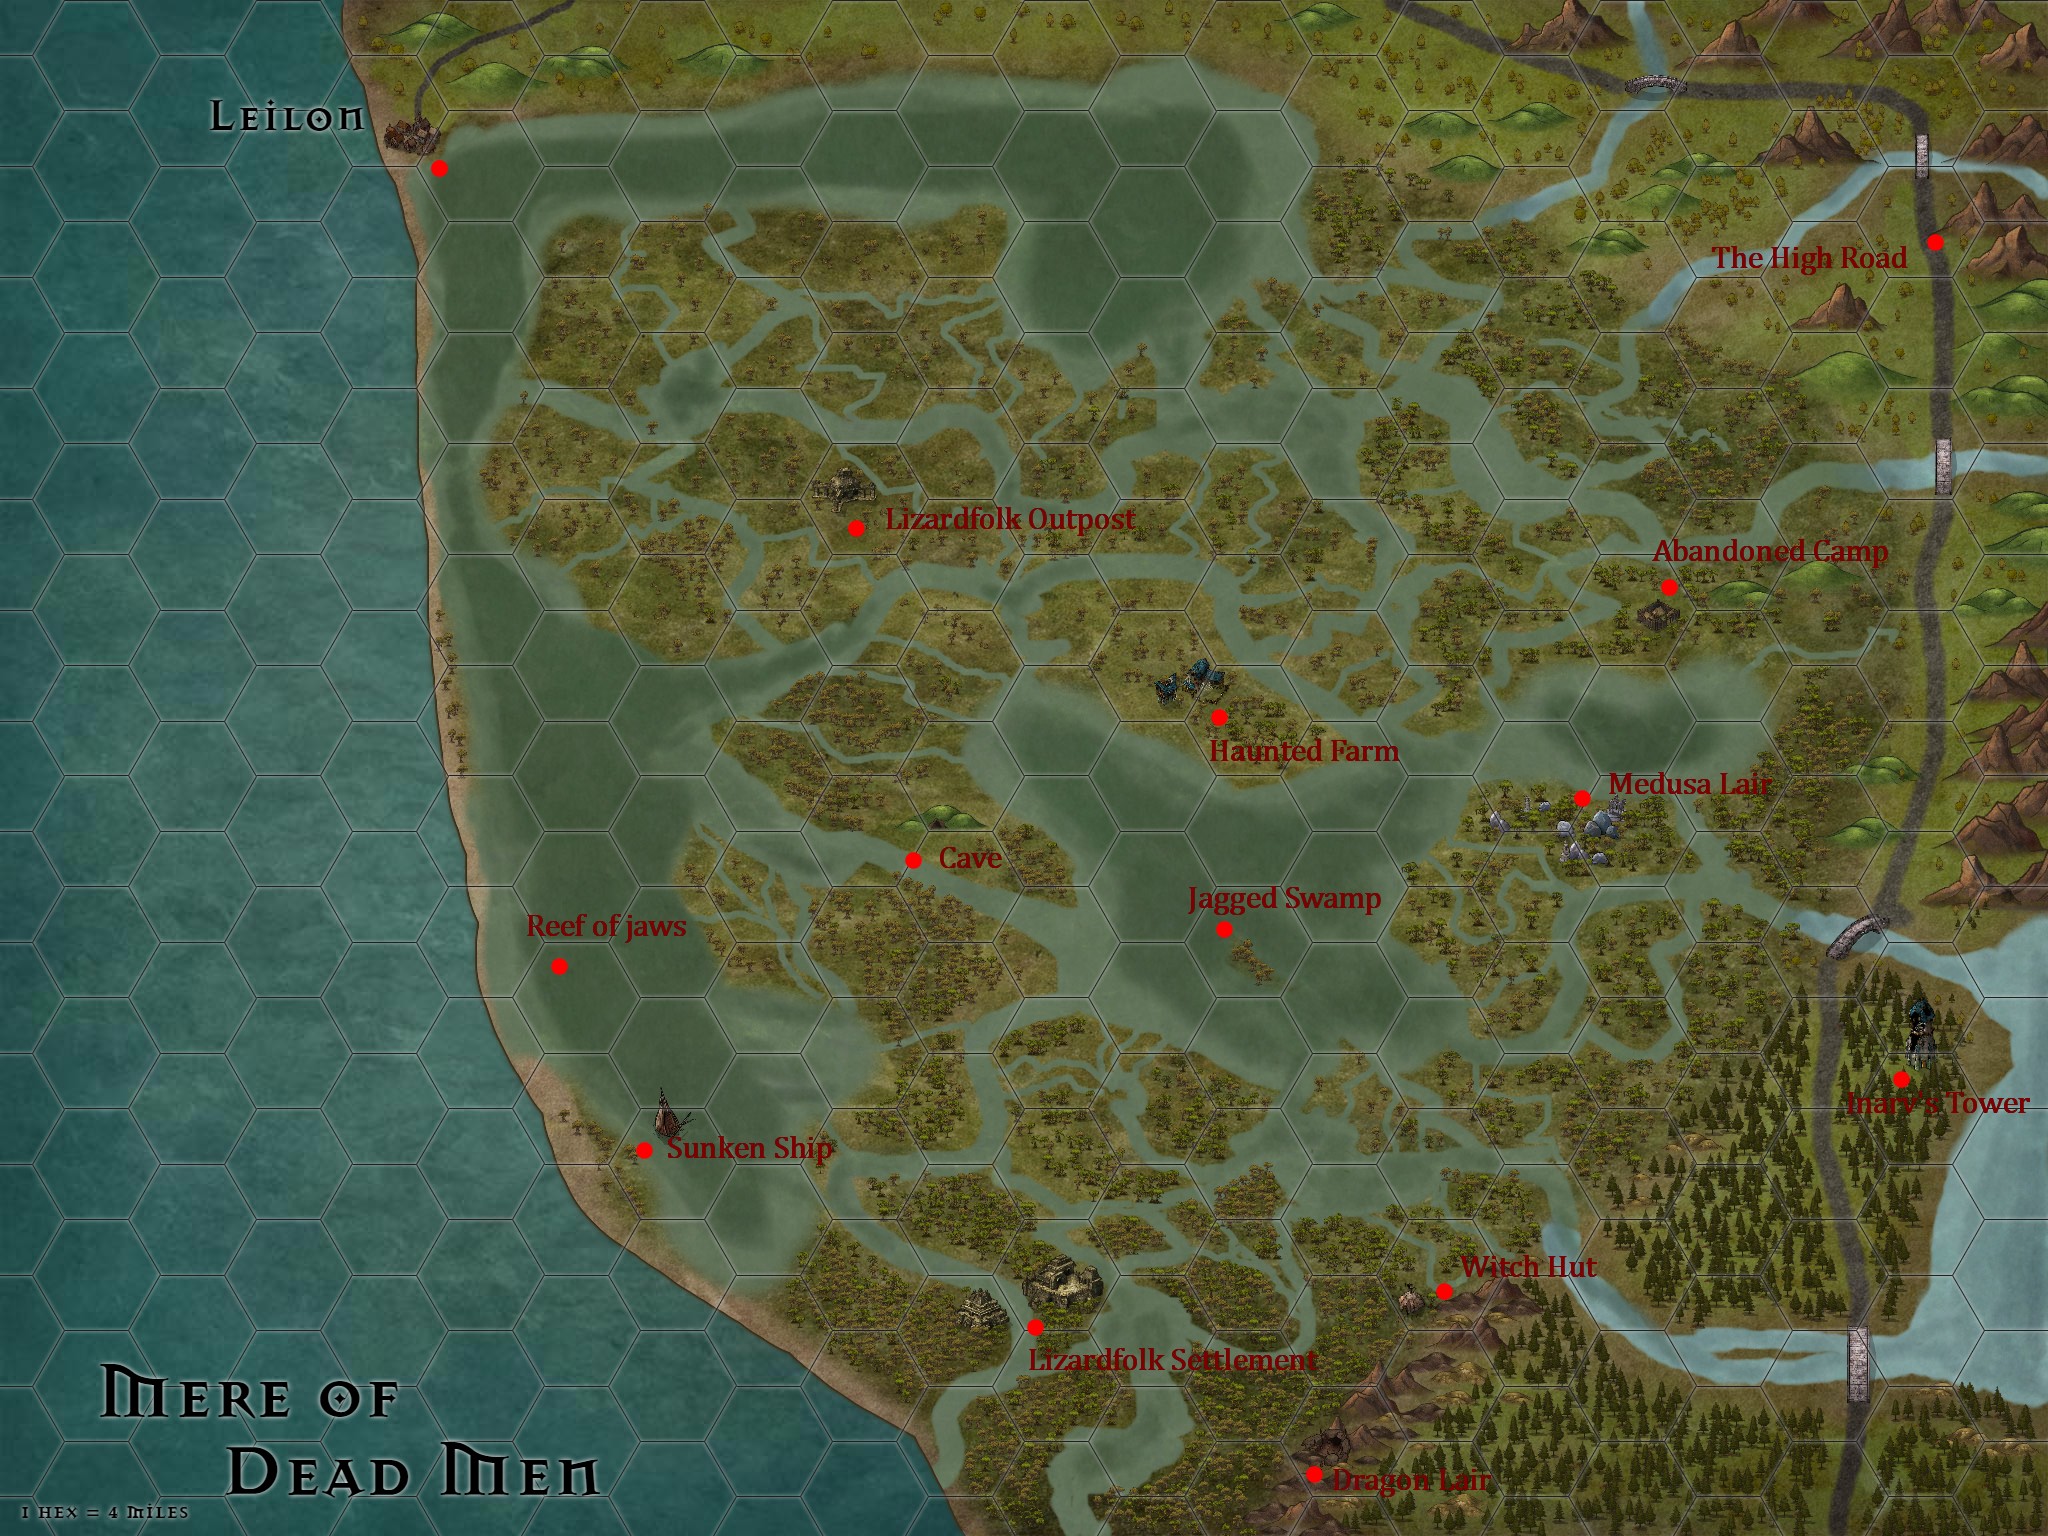 Leilon
The High Road
Lizardfolk Outpost
Abandoned Camp
Haunted Farm
Medusa Lair
Cave
Jagged Swamp
Reef of jaws
Inarv's Tower
Sunken Ship
Witch Hut
Lizardfolk Settlement
Mere of
Dead Men
Dragon Lair
1 hex = 4 miles